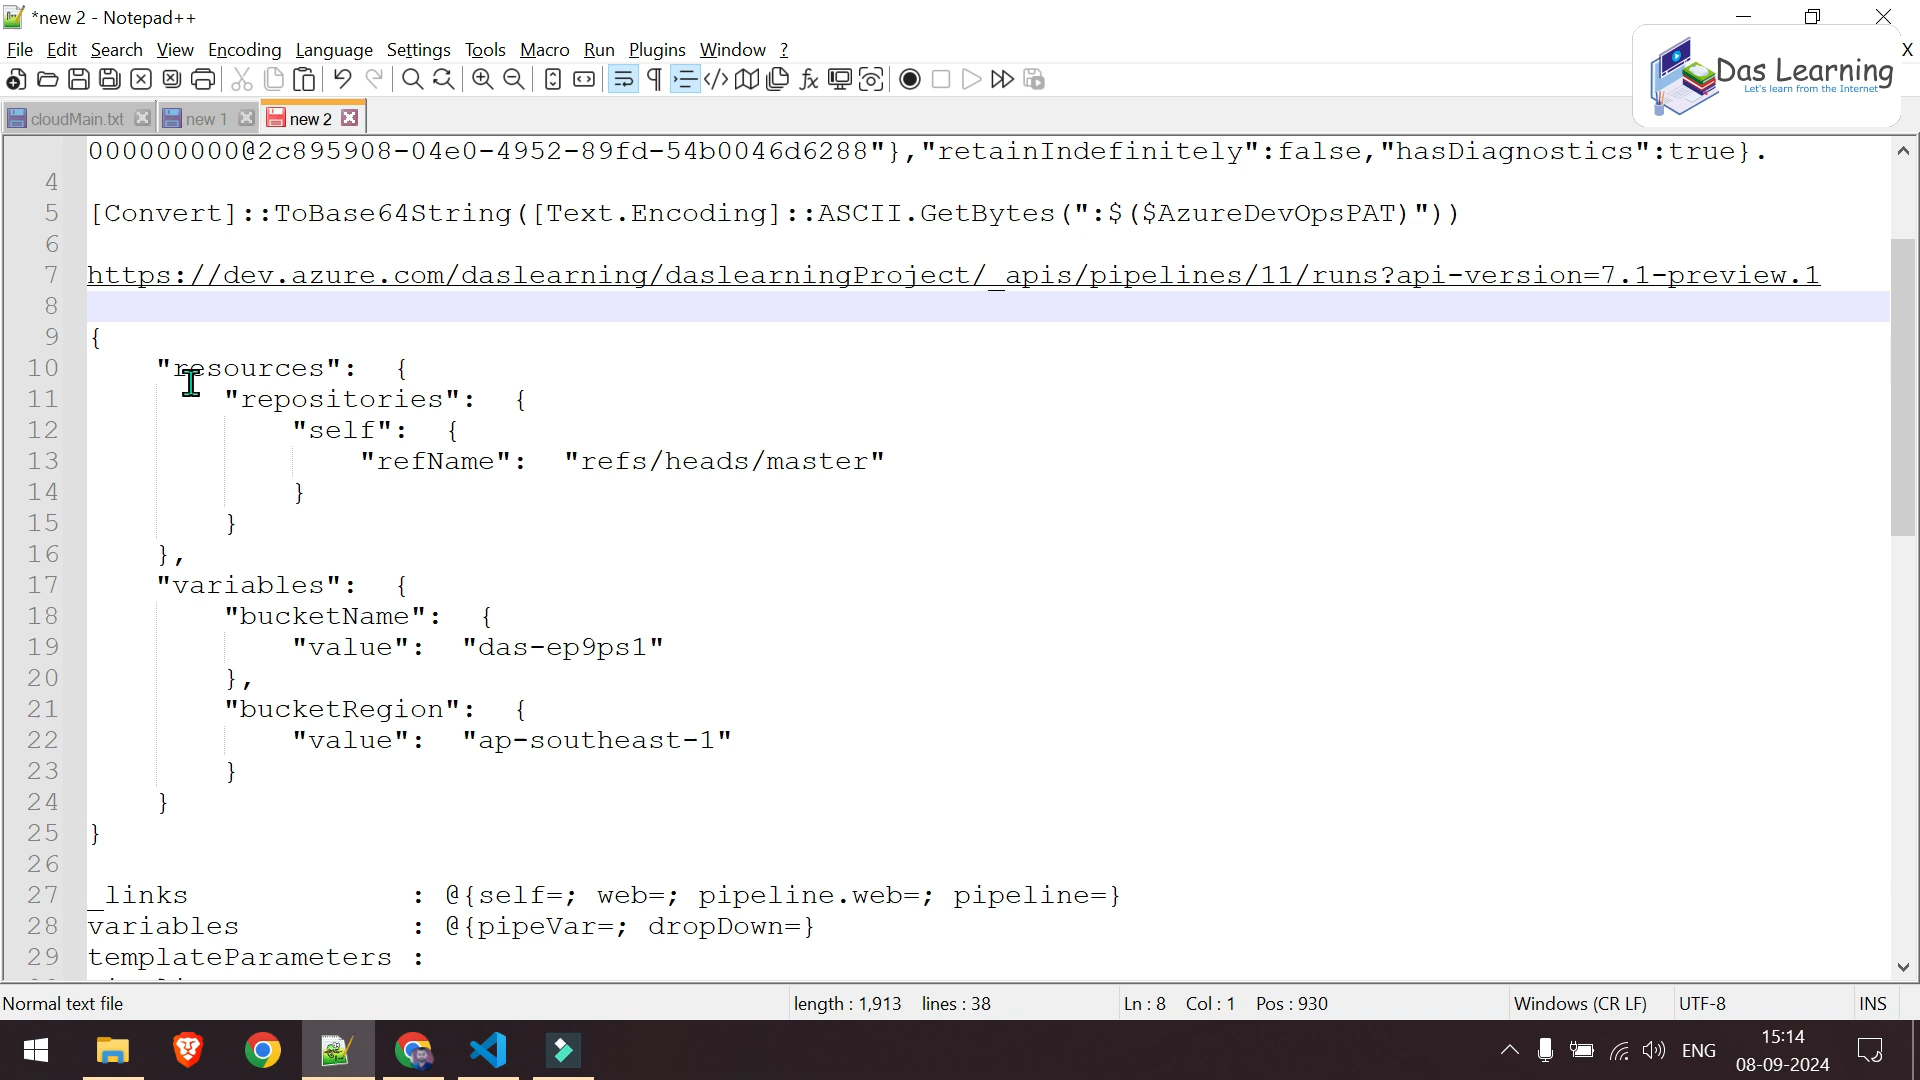 *new 2 - Notepad++
File Edit Search View Encoding Language Settings Tools Macro Run Plugins Window ?
X
Das Learning
Let's learn from the Internet
cloudMain.txt new 1 new 2
000000000@2c895908-04e0-4952-89fd-54b0046d6288"},"retainIndefinitely":false,"hasDiagnostics":true}.
4
5 [Convert]::ToBase64String([Text.Encoding]::ASCII.GetBytes(":$($AzureDevOpsPAT)"))
6
7 https://dev.azure.com/daslearning/daslearningProject/_apis/pipelines/11/runs?api-version=7.1-preview.1
8
9 {
10 "resources": {
11 "repositories": {
12 "self": {
13 "refName": "refs/heads/master"
14 }
15 }
16 },
17 "variables": {
18 "bucketName": {
19 "value": "das-ep9ps1"
20 },
21 "bucketRegion": {
22 "value": "ap-southeast-1"
23 }
24 }
25 }
26
27 _links : @{self=; web=; pipeline.web=; pipeline=}
28 variables : @{pipeVar=; dropDown=}
29 templateParameters :
Normal text file length : 1,913 lines : 38 Ln : 8 Col : 1 Pos : 930 Windows (CR LF) UTF-8 INS
ENG
15:14
08-09-2024